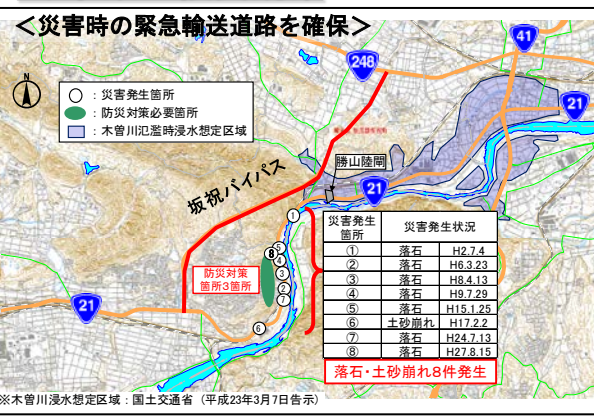 ＜災害時の緊急輸送道路を確保＞
N
○：災害発生箇所
：防災対策必要箇所
：木曽川氾濫時浸水想定区域
248
41
21
勝山陸閘
21
坂祝バイパス
①
⑤
⑧
④
③
②
⑦
⑥
防災対策
箇所3箇所
21
災害発生箇所 災害発生状況
① 落石 H2.7.4
② 落石 H6.3.23
③ 落石 H8.4.13
④ 落石 H9.7.29
⑤ 落石 H15.1.25
⑥ 土砂崩れ H17.2.2
⑦ 落石 H24.7.13
⑧ 落石 H27.8.15
落石・土砂崩れ8件発生
※木曽川浸水想定区域：国土交通省（平成23年3月7日告示）